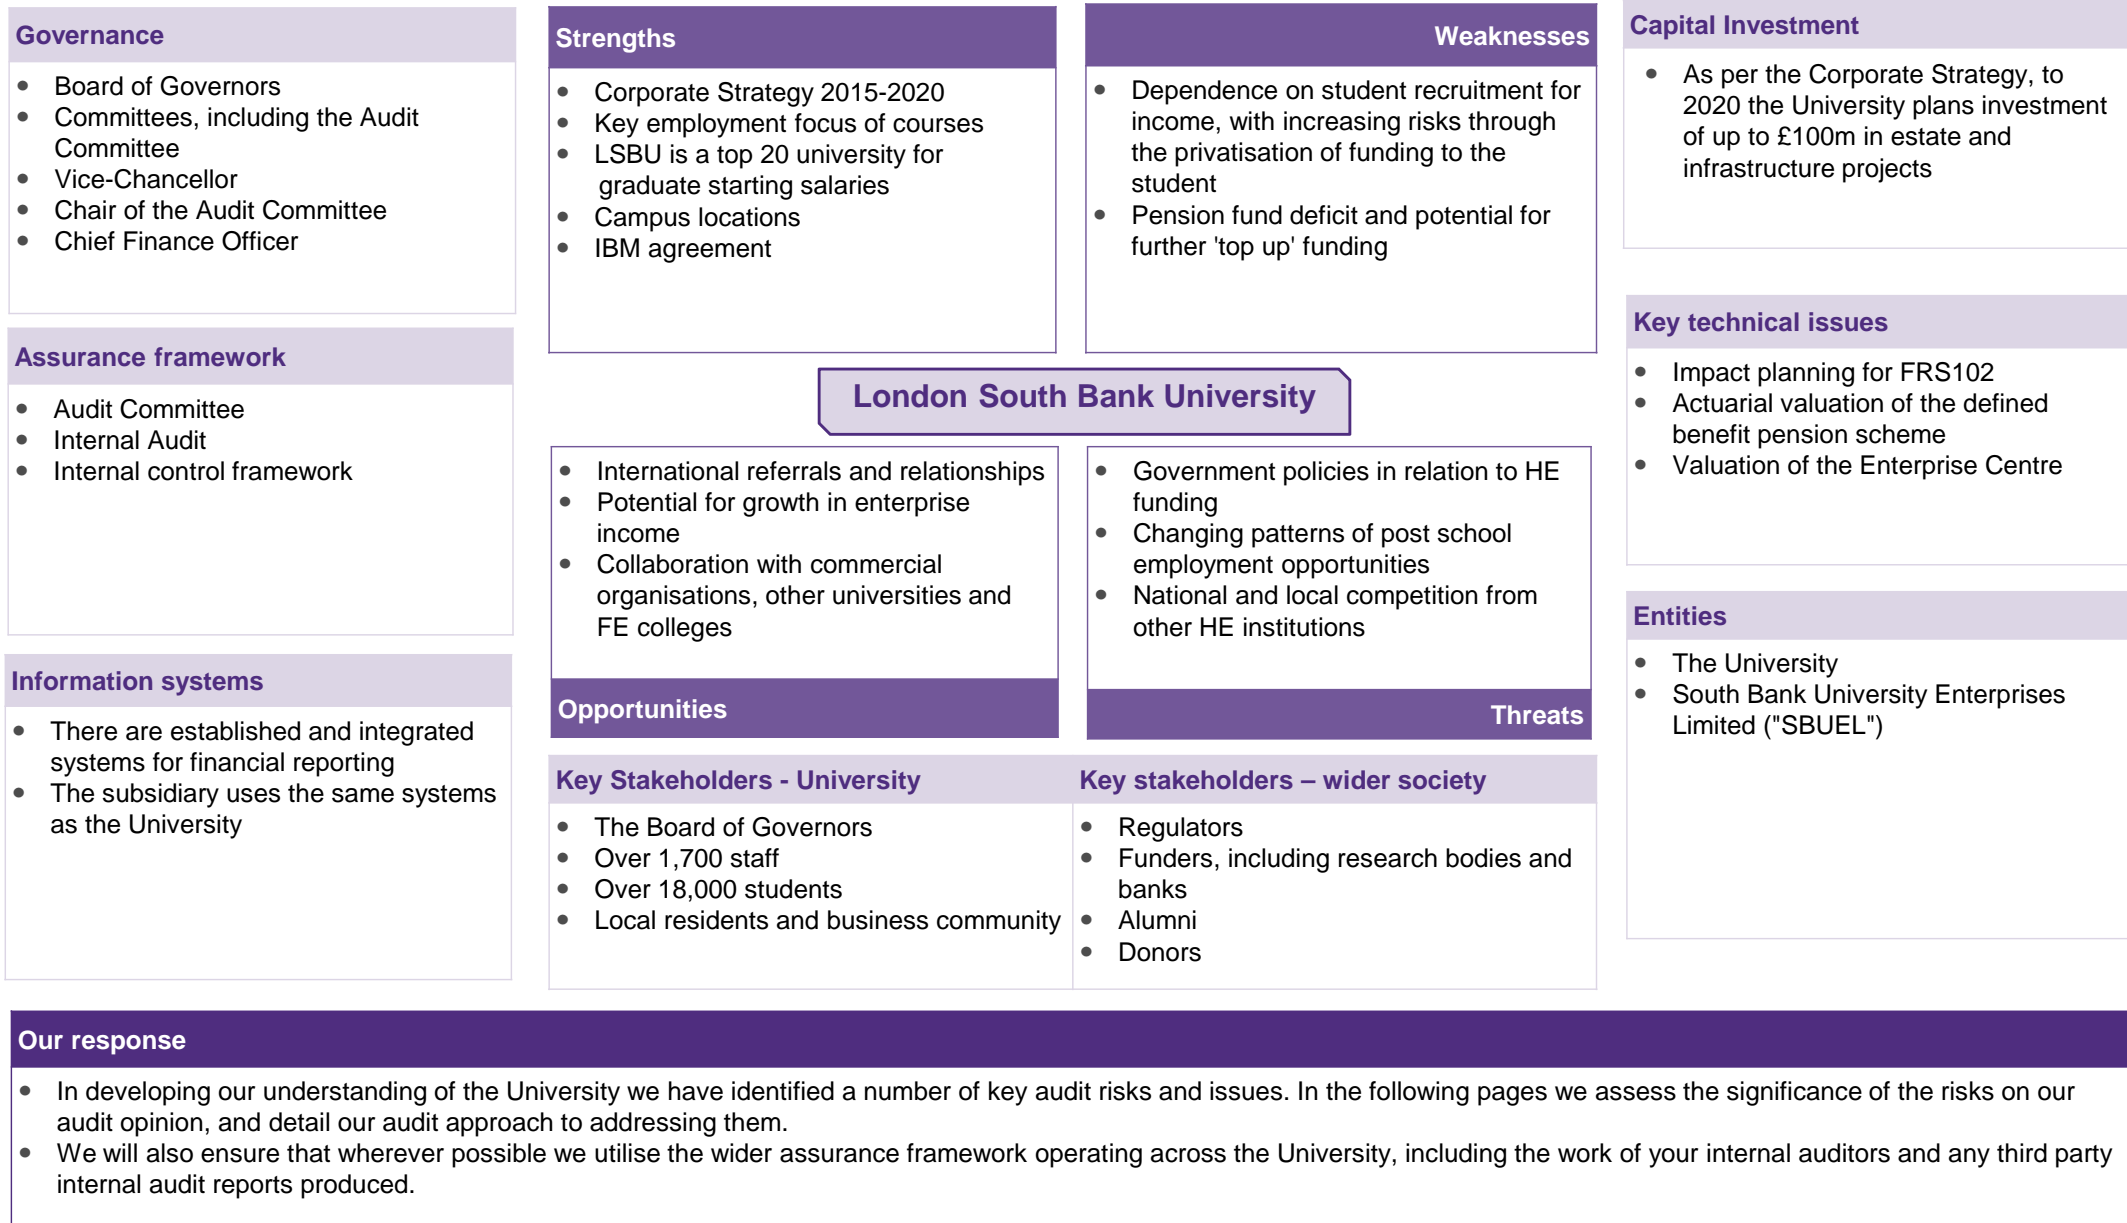 Governance
• Board of Governors
• Committees, including the Audit
Committee
• Vice-Chancellor
• Chair of the Audit Committee
• Chief Finance Officer
Assurance framework
• Audit Committee
• Internal Audit
• Internal control framework
Information systems
• There are established and integrated
systems for financial reporting
• The subsidiary uses the same systems
as the University
Strengths
• Corporate Strategy 2015-2020
• Key employment focus of courses
• LSBU is a top 20 university for
graduate starting salaries
• Campus locations
• IBM agreement
Weaknesses
• Dependence on student recruitment for
income, with increasing risks through
the privatisation of funding to the
student
• Pension fund deficit and potential for
further 'top up' funding
London South Bank University
• International referrals and relationships
• Potential for growth in enterprise
income
• Collaboration with commercial
organisations, other universities and
FE colleges
Opportunities
• Government policies in relation to HE
funding
• Changing patterns of post school
employment opportunities
• National and local competition from
other HE institutions
Threats
Key Stakeholders - University
• The Board of Governors
• Over 1,700 staff
• Over 18,000 students
• Local residents and business community
Key stakeholders – wider society
• Regulators
• Funders, including research bodies and
banks
• Alumni
• Donors
Capital Investment
• As per the Corporate Strategy, to
2020 the University plans investment
of up to £100m in estate and
infrastructure projects
Key technical issues
• Impact planning for FRS102
• Actuarial valuation of the defined
benefit pension scheme
• Valuation of the Enterprise Centre
Entities
• The University
• South Bank University Enterprises
Limited ("SBUEL")
Our response
• In developing our understanding of the University we have identified a number of key audit risks and issues. In the following pages we assess the significance of the risks on our
audit opinion, and detail our audit approach to addressing them.
• We will also ensure that wherever possible we utilise the wider assurance framework operating across the University, including the work of your internal auditors and any third party
internal audit reports produced.